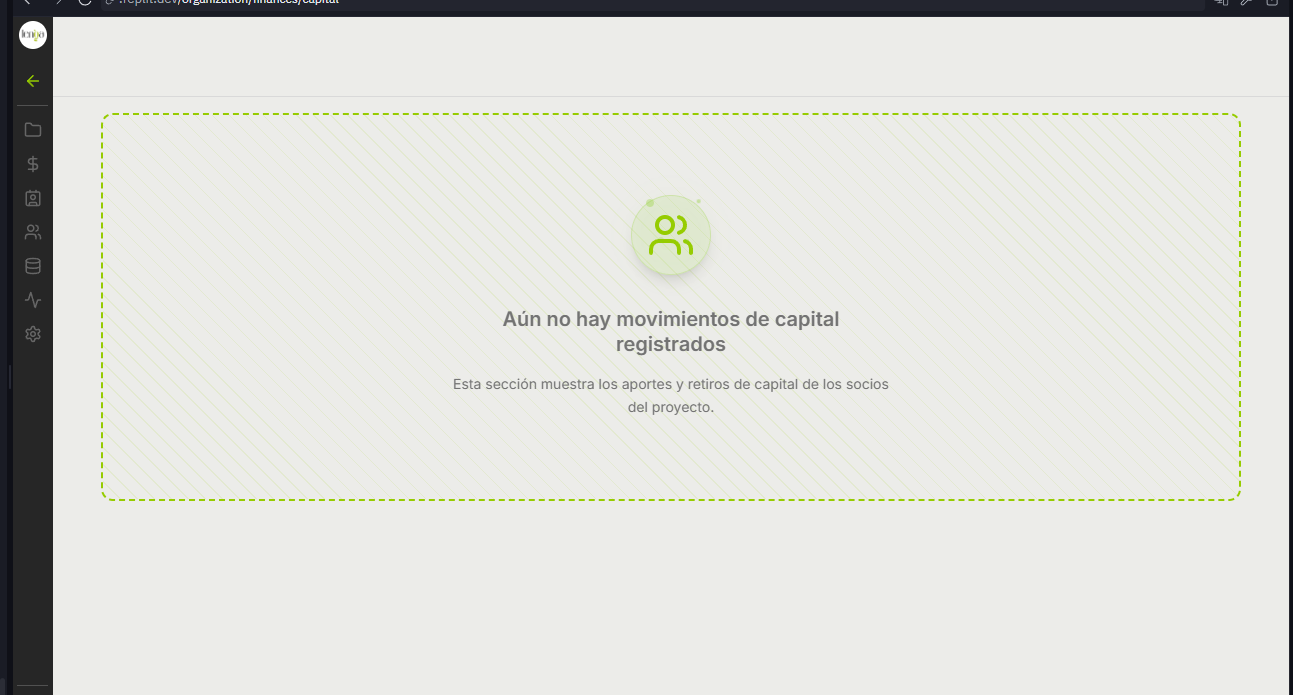 .replit.dev/organization/finances/capital
Aún no hay movimientos de capital
registrados
Esta sección muestra los aportes y retiros de capital de los socios
del proyecto.